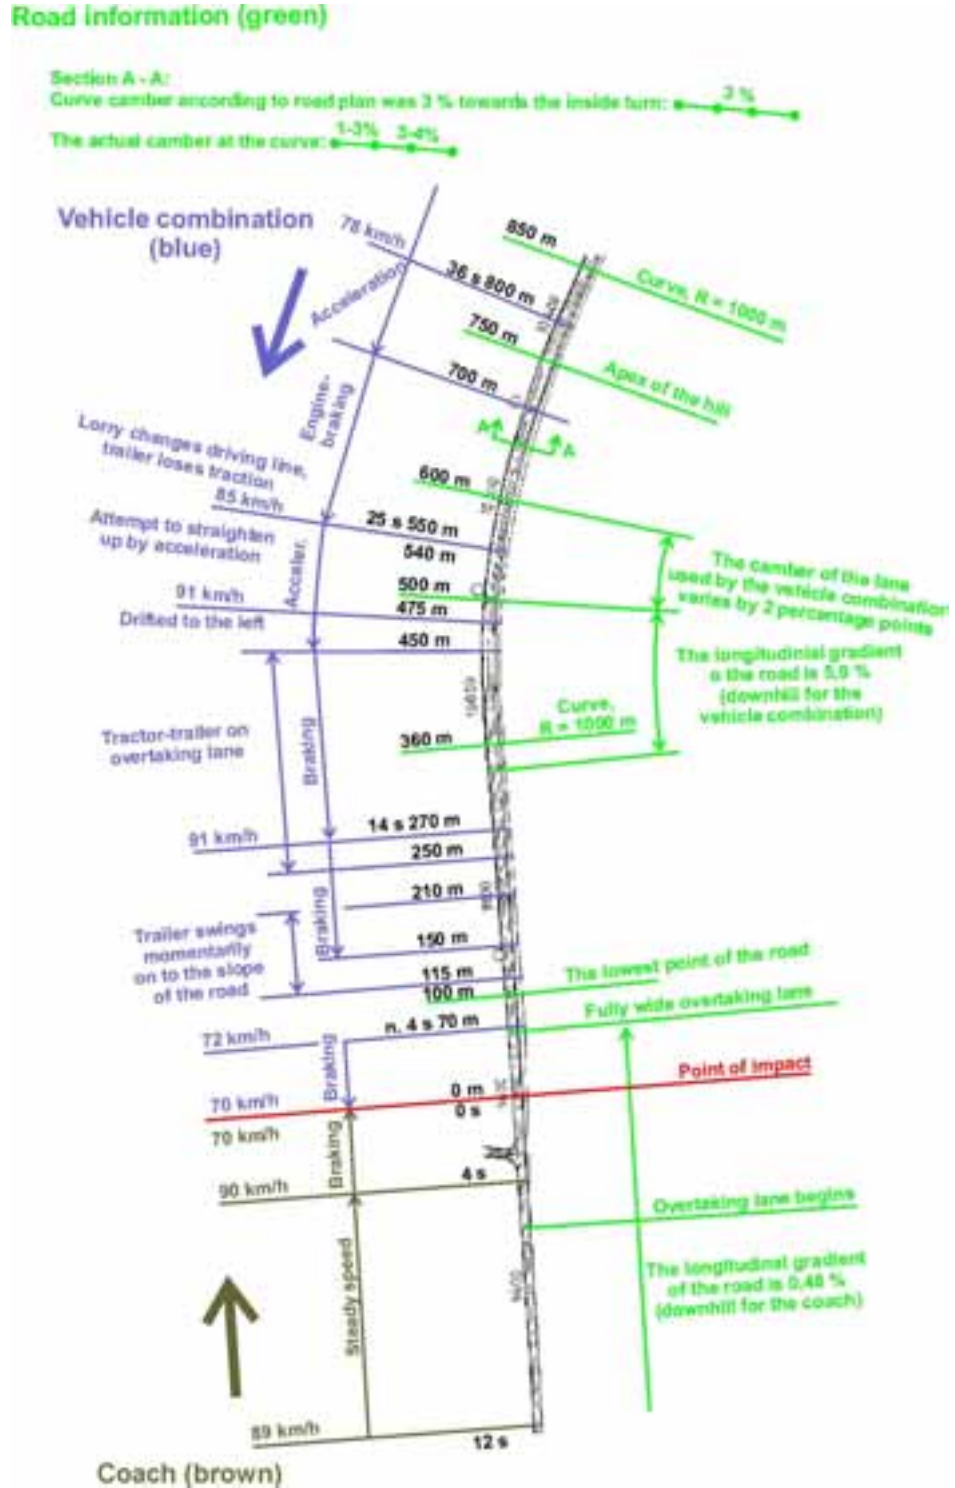 Road information (green)
Section A - A:
Curve camber according to road plan was 3 % towards the inside turn:
3 %
The actual camber at the curve:
1-3% 3-4%
Vehicle combination
(blue)
78 km/h
850 m
Curve, R = 1000 m
36 s 800 m
Acceleration
750 m
Apex of the hill
700 m
Engine-
braking
A
A
Lorry changes driving line,
trailer loses traction
600 m
85 km/h
25 s 550 m
Attempt to straighten
up by acceleration
540 m
Acceler.
The camber of the lane
used by the vehicle combination
varies by 2 percentage points
500 m
91 km/h
475 m
Drifted to the left
450 m
The longitudinial gradient
o the road is 5,9 %
(downhill for the
vehicle combination)
Curve,
R = 1000 m
360 m
Tractor-trailer on
overtaking lane
Braking
14 s 270 m
91 km/h
250 m
210 m
Braking
150 m
Trailer swings
momentarily
on to the slope
of the road
115 m
The lowest point of the road
100 m
Fully wide overtaking lane
n. 4 s 70 m
72 km/h
Braking
Point of impact
0 m
70 km/h
0 s
70 km/h
Braking
4 s
90 km/h
Overtaking lane begins
The longitudinal gradient
of the road is 0,48 %
(downhill for the coach)
Steady speed
89 km/h
12 s
Coach (brown)